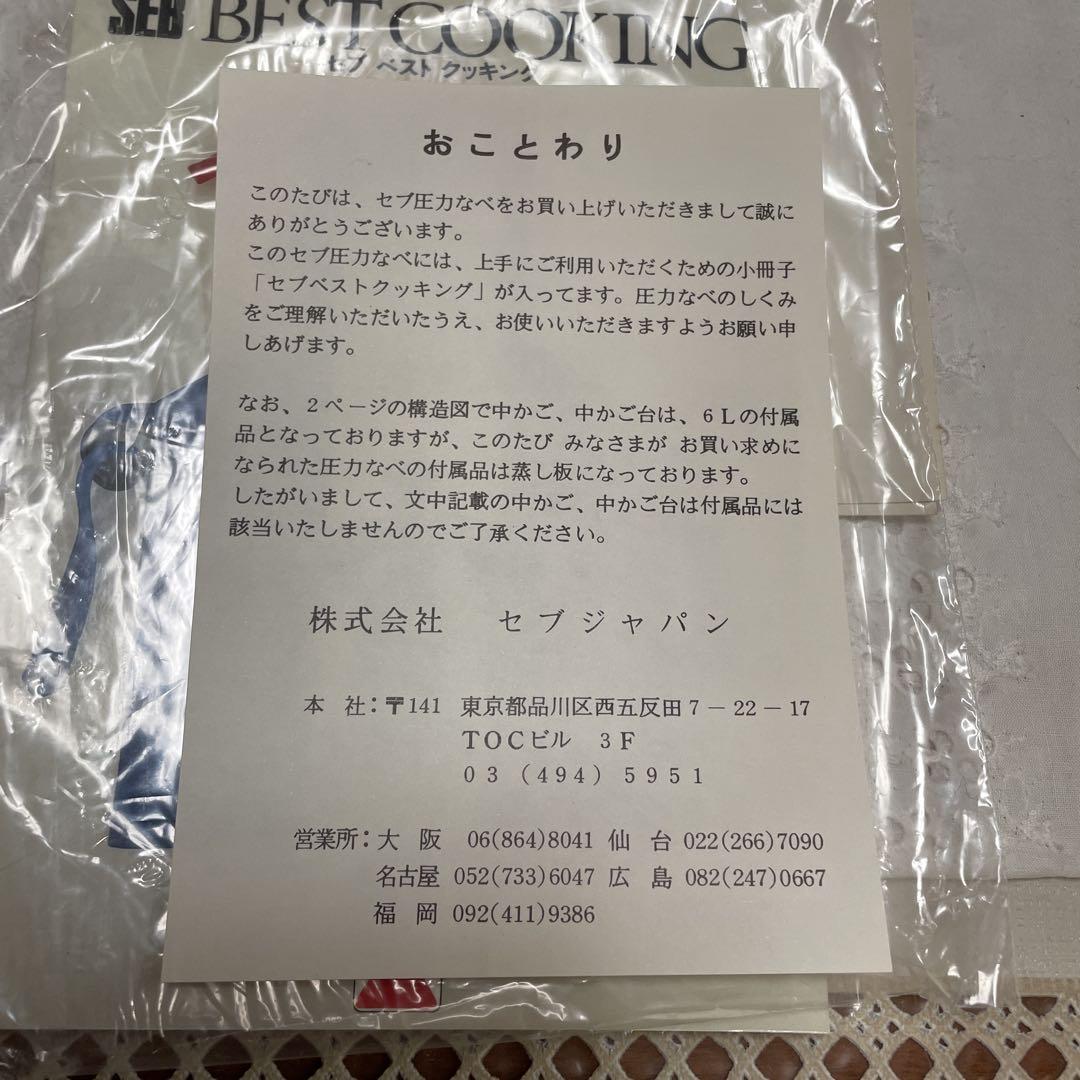 SEB BEST COOKING
セブ ベスト クッキング
おことわり
このたびは、セブ圧力なべをお買い上げいただきまして誠に
ありがとうございます。
このセブ圧力なべには、上手にご利用いただくための小冊子
「セブベストクッキング」が入ってます。圧力なべのしくみ
をご理解いただいたうえ、お使いいただきますようお願い申
しあげます。
なお、2ページの構造図で中かご、中かご台は、6Lの付属
品となっておりますが、このたび みなさまが お買い求めに
なられた圧力なべの付属品は蒸し板になっております。
したがいまして、文中記載の中かご、中かご台は付属品には
該当いたしませんのでご了承ください。
株式会社 セブジャパン
本 社:〒141 東京都品川区西五反田7-22-17
TOCビル 3F
03 (494) 5951
営業所:大 阪 06(864)8041 仙 台 022(266)7090
名古屋 052(733)6047 広 島 082(247)0667
福 岡 092(411)9386